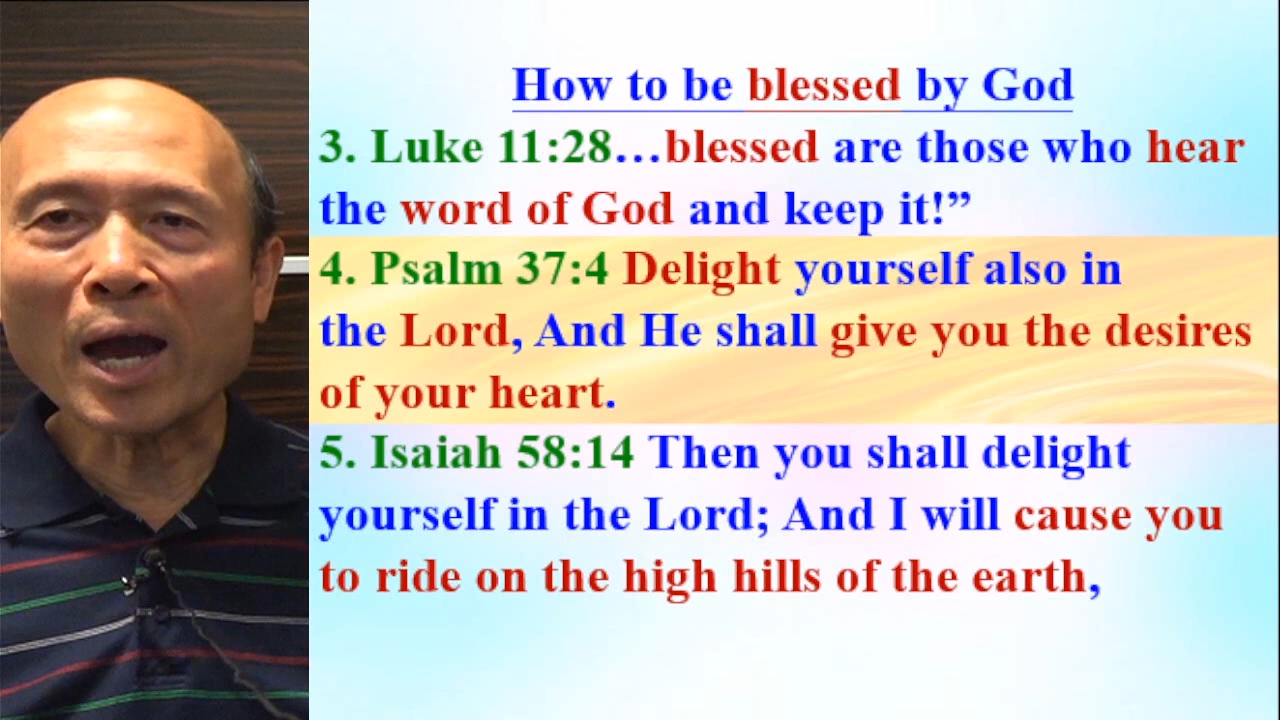 How to be blessed by God
3. Luke 11:28…blessed are those who hear
the word of God and keep it!”
4. Psalm 37:4 Delight yourself also in
the Lord, And He shall give you the desires
of your heart.
5. Isaiah 58:14 Then you shall delight
yourself in the Lord; And I will cause you
to ride on the high hills of the earth,